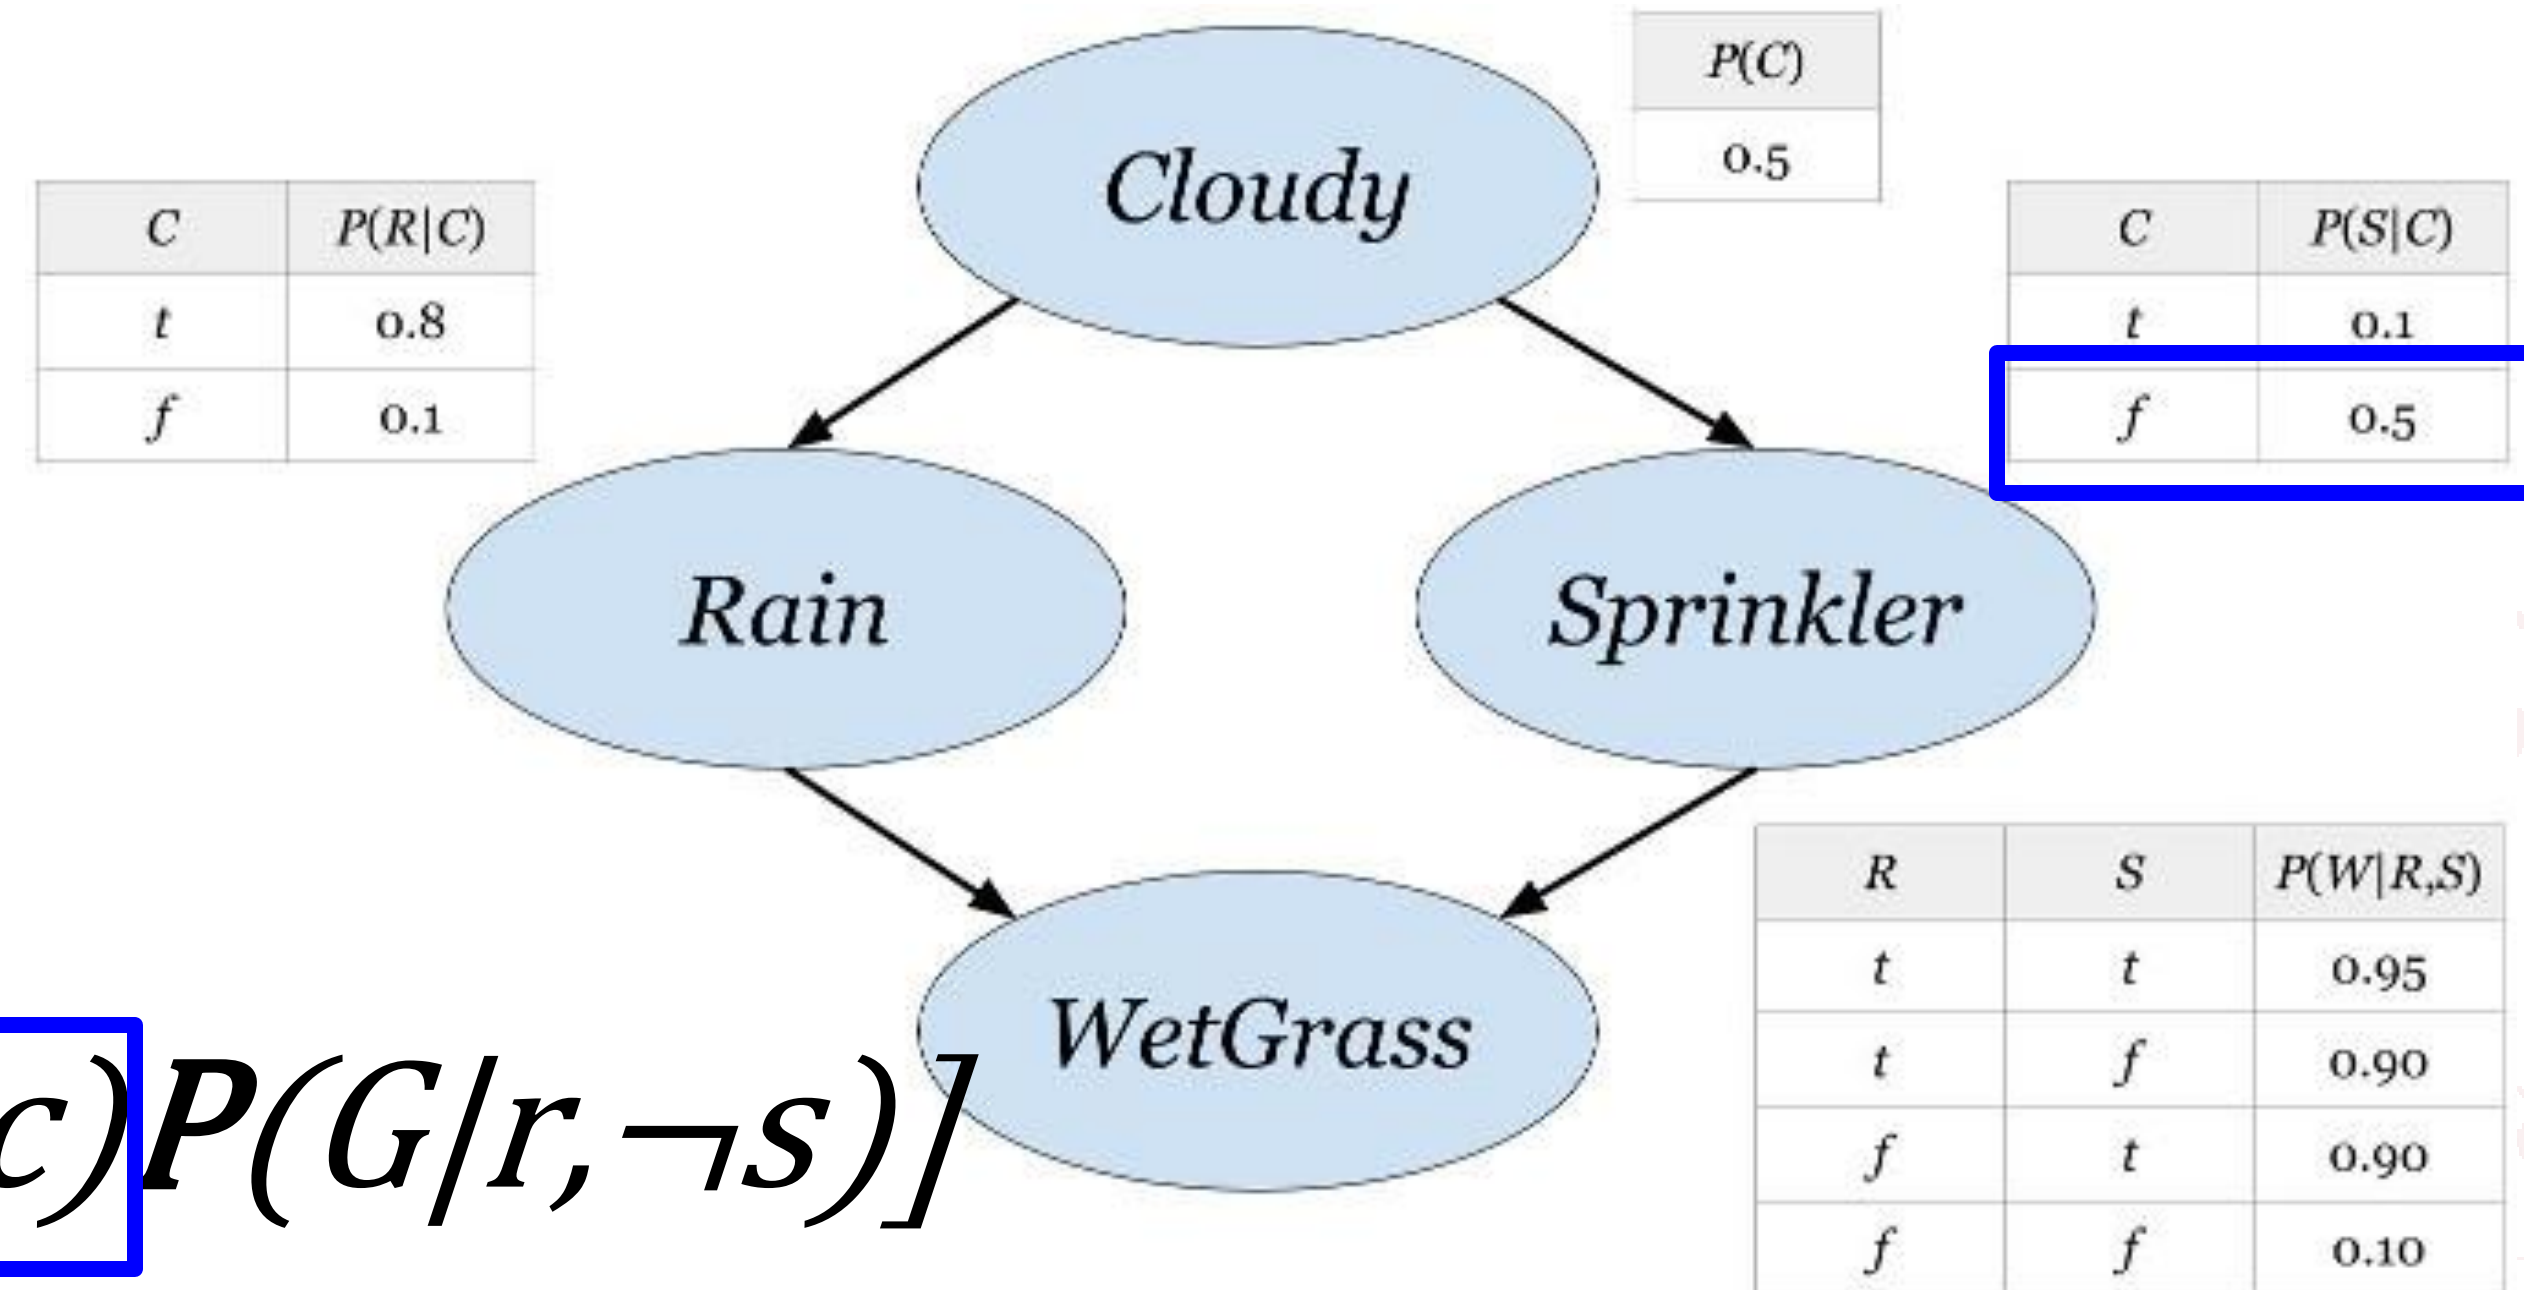 P(C)
0.5
Cloudy
C P(R|C)
t 0.8
f 0.1
C P(S|C)
t 0.1
f 0.5
Rain
Sprinkler
WetGrass
R S P(W|R,S)
t t 0.95
t f 0.90
f t 0.90
f f 0.10
c)P(G|r,¬s)]